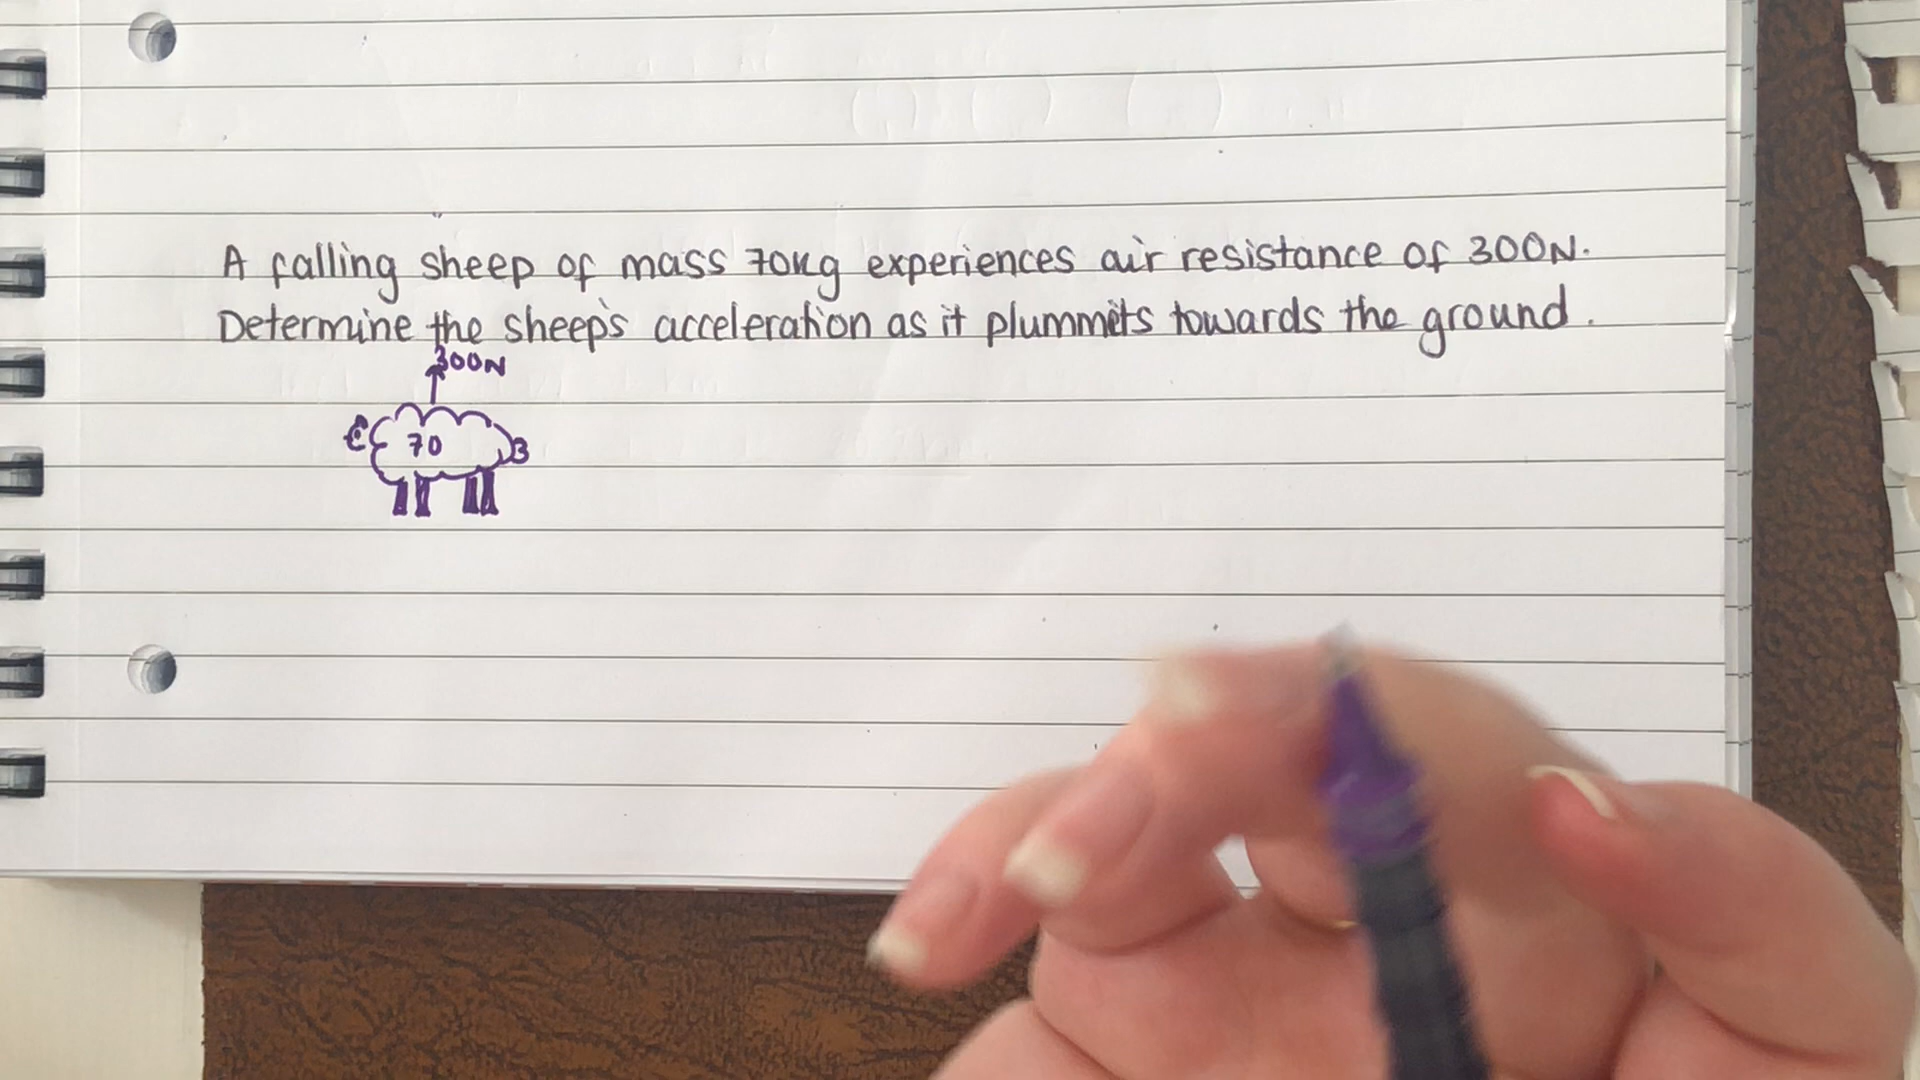 A falling sheep of mass 70kg experiences air resistance of 300N.
Determine the sheep's acceleration as it plummets towards the ground.
300N
70